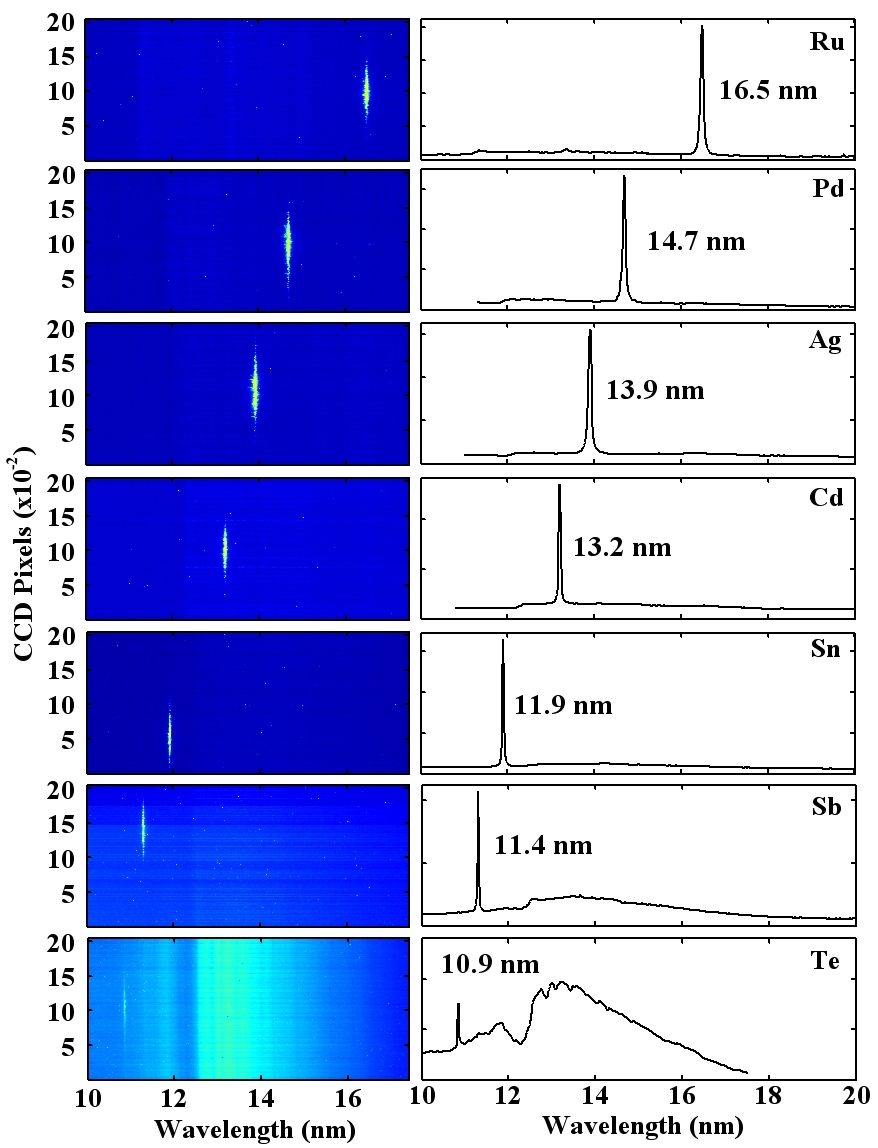 20
15
10
5
Ru
16.5 nm
20
15
10
5
Pd
14.7 nm
20
15
10
5
Ag
13.9 nm
CCD Pixels (x10-2)
20
15
10
5
Cd
13.2 nm
20
15
10
5
Sn
11.9 nm
20
15
10
5
Sb
11.4 nm
20
15
10
5
10.9 nm
Te
10 12 14 16
10 12 14 16 18 20
Wavelength (nm)
Wavelength (nm)